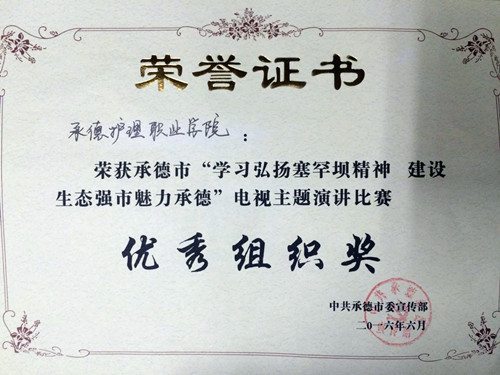 荣誉证书
承德护理职业学院：
荣获承德市“学习弘扬塞罕坝精神 建设
生态强市魅力承德”电视主题演讲比赛
优秀组织奖
中共承德市委宣传部
二〇一六年六月